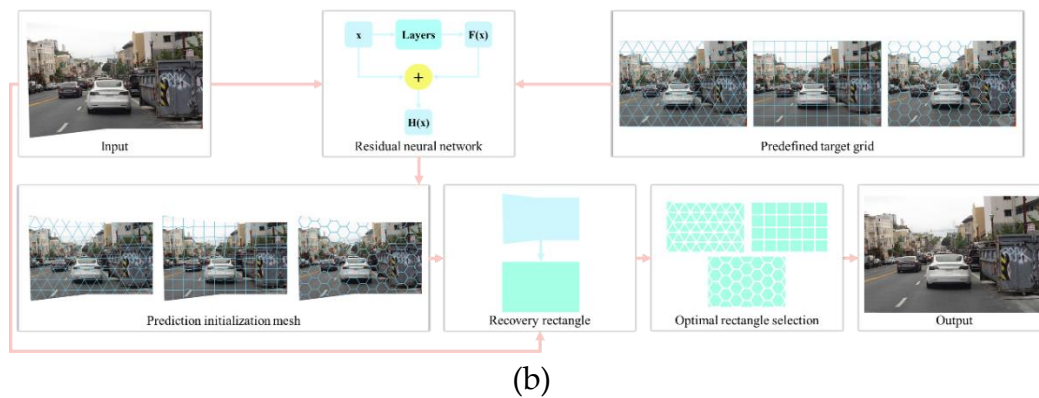 x
Layers
F(x)
+
H(x)
Input
Residual neural network
Predefined target grid
Prediction initialization mesh
Recovery rectangle
Optimal rectangle selection
Output
(b)